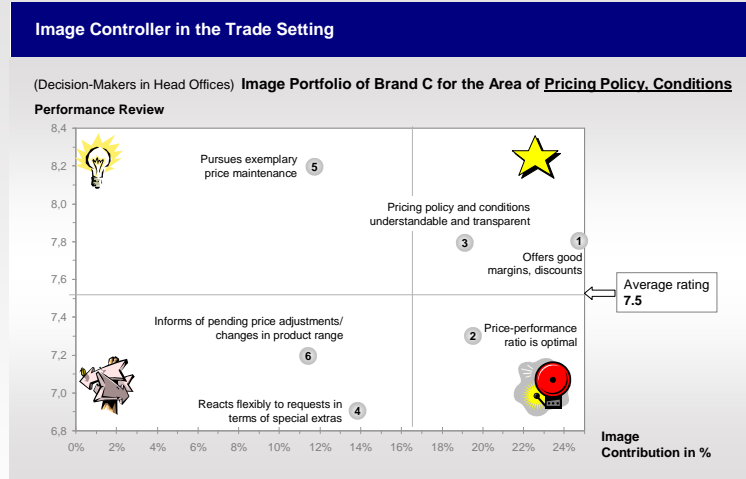 Image Controller in the Trade Setting
(Decision-Makers in Head Offices) Image Portfolio of Brand C for the Area of Pricing Policy, Conditions
Performance Review
8,4
8,2
8,0
7,8
7,6
7,4
7,2
7,0
6,8
Pursues exemplary
price maintenance
5
Pricing policy and conditions
understandable and transparent
3
1
Offers good
margins, discounts
Average rating
7.5
Informs of pending price adjustments/
changes in product range
6
2
Price-performance
ratio is optimal
Reacts flexibly to requests in
terms of special extras
4
0% 2% 4% 6% 8% 10% 12% 14% 16% 18% 20% 22% 24%
Image
Contribution in %